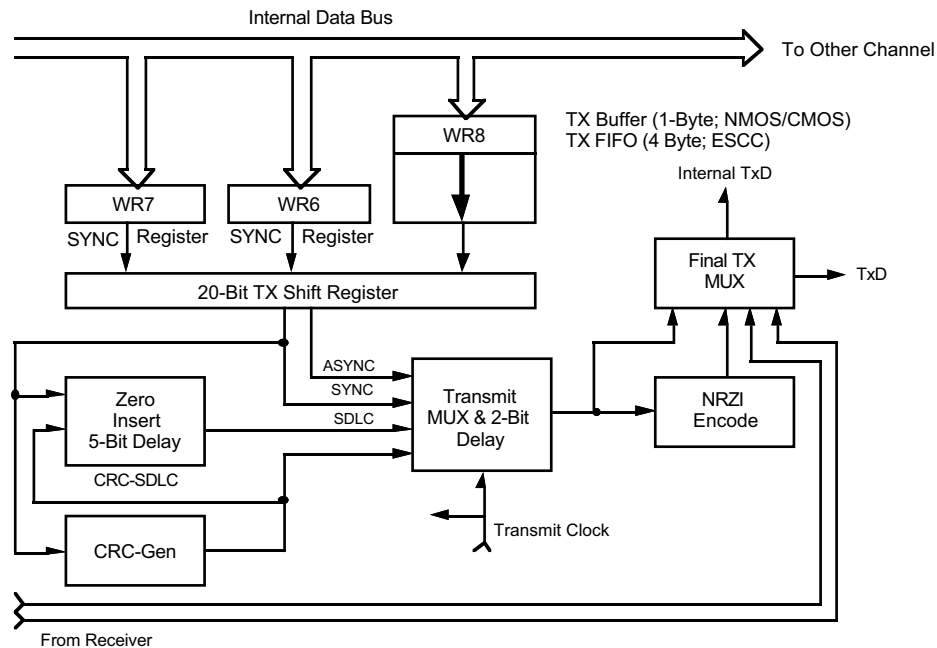 Internal Data Bus
To Other Channel
TX Buffer (1-Byte; NMOS/CMOS)
TX FIFO (4 Byte; ESCC)
WR8
Internal TxD
WR7
WR6
SYNC Register
SYNC Register
Final TX
MUX
TxD
20-Bit TX Shift Register
ASYNC
SYNC
SDLC
Zero
Insert
5-Bit Delay
Transmit
MUX & 2-Bit
Delay
NRZI
Encode
CRC-SDLC
CRC-Gen
Transmit Clock
From Receiver